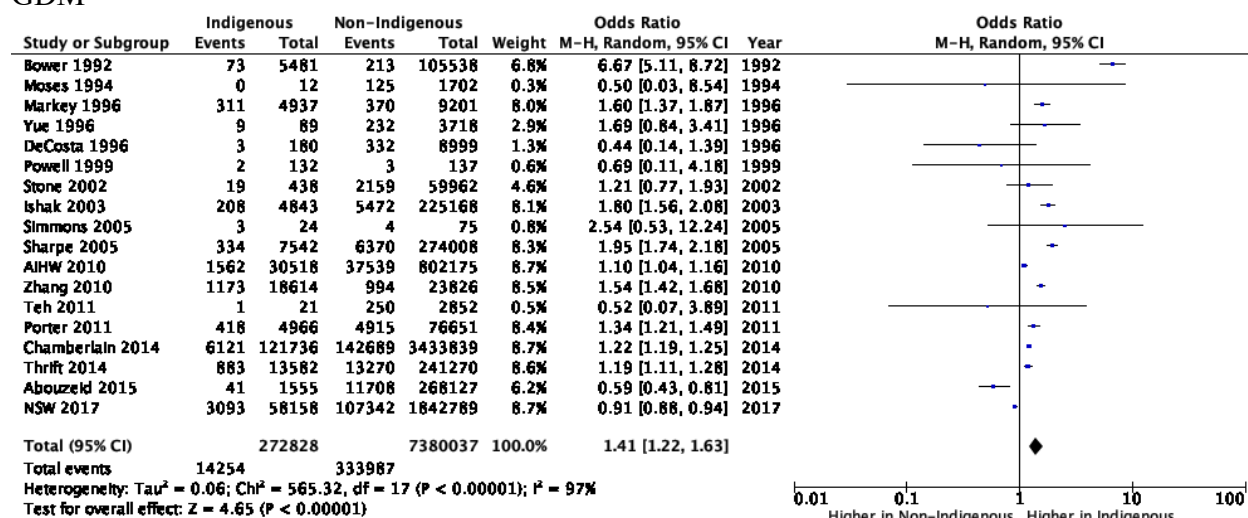 GDM
Indigenous Non-Indigenous Odds Ratio Odds Ratio
Study or Subgroup Events Total Events Total Weight M-H, Random, 95% CI Year M-H, Random, 95% CI
Bower 1992 73 5481 213 105538 6.8% 6.67 [5.11, 8.72] 1992
Moses 1994 0 12 125 1702 0.3% 0.50 [0.03, 8.54] 1994
Markey 1996 311 4937 370 9201 8.0% 1.60 [1.37, 1.87] 1996
Yue 1996 9 89 232 3718 2.9% 1.69 [0.84, 3.41] 1996
DeCosta 1996 3 180 332 8999 1.3% 0.44 [0.14, 1.39] 1996
Powell 1999 2 132 3 137 0.6% 0.69 [0.11, 4.18] 1999
Stone 2002 19 438 2159 59962 4.6% 1.21 [0.77, 1.93] 2002
Ishak 2003 208 4843 5472 225168 8.1% 1.80 [1.56, 2.08] 2003
Simmons 2005 3 24 4 75 0.8% 2.54 [0.53, 12.24] 2005
Sharpe 2005 334 7542 6370 274008 8.3% 1.95 [1.74, 2.18] 2005
AIHW 2010 1562 30518 37539 802175 8.7% 1.10 [1.04, 1.16] 2010
Zhang 2010 1173 18614 994 23826 8.5% 1.54 [1.42, 1.68] 2010
Teh 2011 1 21 250 2852 0.5% 0.52 [0.07, 3.89] 2011
Porter 2011 418 4966 4915 76651 8.4% 1.34 [1.21, 1.49] 2011
Chamberlain 2014 6121 121736 142689 3433839 8.7% 1.22 [1.19, 1.25] 2014
Thrift 2014 883 13582 13270 241270 8.6% 1.19 [1.11, 1.28] 2014
Abouzeid 2015 41 1555 11708 268127 6.2% 0.59 [0.43, 0.81] 2015
NSW 2017 3093 58158 107342 1842789 8.7% 0.91 [0.88, 0.94] 2017
Total (95% CI) 272828 7380037 100.0% 1.41 [1.22, 1.63]
Total events 14254 333987
Heterogeneity: Tau² = 0.06; Chi² = 565.32, df = 17 (P < 0.00001); I² = 97%
Test for overall effect: Z = 4.65 (P < 0.00001)
0.01 0.1 1 10 100
Higher in Non-Indigenous Higher in Indigenous